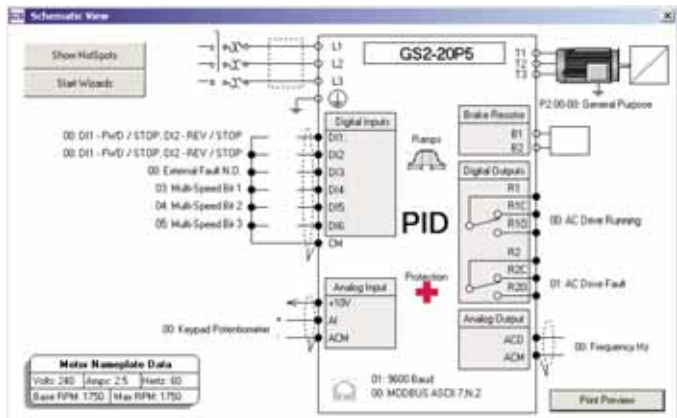 Schematic View
Show HotSpots
Start Wizards
L1
L2
L3
GS2-20P5
T1
T2
T3
P2.00-00: General Purpose
Digital Inputs
00: DI1 - FWD / STOP, DI2 - REV / STOP
DI1
00: DI1 - FWD / STOP, DI2 - REV / STOP
DI2
00: External Fault N.O.
DI3
03: Multi-Speed Bit 1
DI4
04: Multi-Speed Bit 2
DI5
05: Multi-Speed Bit 3
DI6
CM
Ramps
PID
Protection
Brake Resistor
B1
B2
Digital Outputs
R1
R1C
R1O
00: AC Drive Running
R2
R2C
R2O
01: AC Drive Fault
Analog Input
+10V
AI
00: Keypad Potentiometer
ACM
Analog Output
ACO
ACM
00: Frequency Hz
Motor Nameplate Data
Volts: 240 Amps: 2.5 Hertz: 60
Base RPM: 1750 Max RPM: 1750
01: 9600 Baud
00: MODBUS ASCII 7,N,2
Print Preview